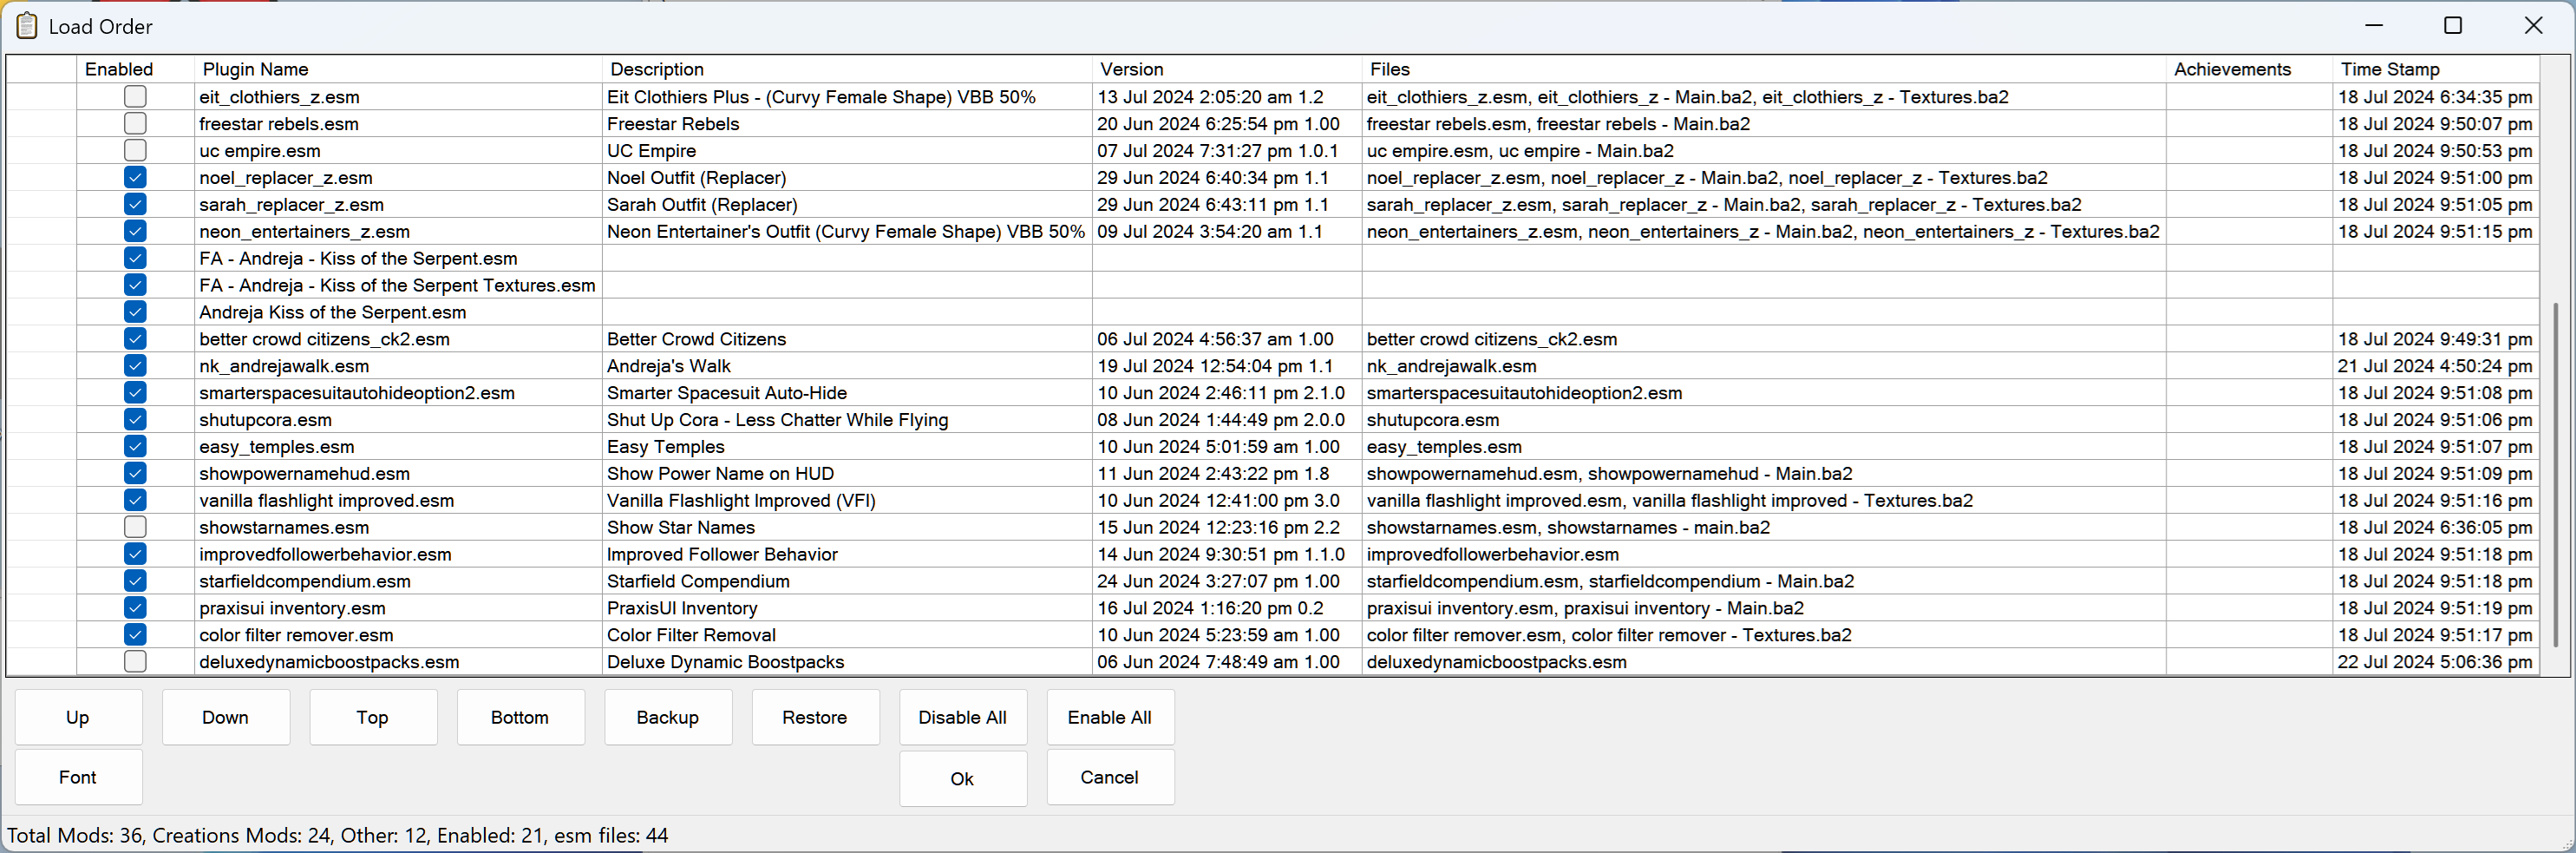 Load Order
Enabled Plugin Name Description Version Files Achievements Time Stamp
eit_clothiers_z.esm Eit Clothiers Plus - (Curvy Female Shape) VBB 50% 13 Jul 2024 2:05:20 am 1.2 eit_clothiers_z.esm, eit_clothiers_z - Main.ba2, eit_clothiers_z - Textures.ba2 18 Jul 2024 6:34:35 pm
freestar rebels.esm Freestar Rebels 20 Jun 2024 6:25:54 pm 1.00 freestar rebels.esm, freestar rebels - Main.ba2 18 Jul 2024 9:50:07 pm
uc empire.esm UC Empire 07 Jul 2024 7:31:27 pm 1.0.1 uc empire.esm, uc empire - Main.ba2 18 Jul 2024 9:50:53 pm
noel_replacer_z.esm Noel Outfit (Replacer) 29 Jun 2024 6:40:34 pm 1.1 noel_replacer_z.esm, noel_replacer_z - Main.ba2, noel_replacer_z - Textures.ba2 18 Jul 2024 9:51:00 pm
sarah_replacer_z.esm Sarah Outfit (Replacer) 29 Jun 2024 6:43:11 pm 1.1 sarah_replacer_z.esm, sarah_replacer_z - Main.ba2, sarah_replacer_z - Textures.ba2 18 Jul 2024 9:51:05 pm
neon_entertainers_z.esm Neon Entertainer's Outfit (Curvy Female Shape) VBB 50% 09 Jul 2024 3:54:20 am 1.1 neon_entertainers_z.esm, neon_entertainers_z - Main.ba2, neon_entertainers_z - Textures.ba2 18 Jul 2024 9:51:15 pm
FA - Andreja - Kiss of the Serpent.esm
FA - Andreja - Kiss of the Serpent Textures.esm
Andreja Kiss of the Serpent.esm
better crowd citizens_ck2.esm Better Crowd Citizens 06 Jul 2024 4:56:37 am 1.00 better crowd citizens_ck2.esm 18 Jul 2024 9:49:31 pm
nk_andrejawalk.esm Andreja's Walk 19 Jul 2024 12:54:04 pm 1.1 nk_andrejawalk.esm 21 Jul 2024 4:50:24 pm
smarterspacesuitautohideoption2.esm Smarter Spacesuit Auto-Hide 10 Jun 2024 2:46:11 pm 2.1.0 smarterspacesuitautohideoption2.esm 18 Jul 2024 9:51:08 pm
shutupcora.esm Shut Up Cora - Less Chatter While Flying 08 Jun 2024 1:44:49 pm 2.0.0 shutupcora.esm 18 Jul 2024 9:51:06 pm
easy_temples.esm Easy Temples 10 Jun 2024 5:01:59 am 1.00 easy_temples.esm 18 Jul 2024 9:51:07 pm
showpowernamehud.esm Show Power Name on HUD 11 Jun 2024 2:43:22 pm 1.8 showpowernamehud.esm, showpowernamehud - Main.ba2 18 Jul 2024 9:51:09 pm
vanilla flashlight improved.esm Vanilla Flashlight Improved (VFI) 10 Jun 2024 12:41:00 pm 3.0 vanilla flashlight improved.esm, vanilla flashlight improved - Textures.ba2 18 Jul 2024 9:51:16 pm
showstarnames.esm Show Star Names 15 Jun 2024 12:23:16 pm 2.2 showstarnames.esm, showstarnames - main.ba2 18 Jul 2024 6:36:05 pm
improvedfollowerbehavior.esm Improved Follower Behavior 14 Jun 2024 9:30:51 pm 1.1.0 improvedfollowerbehavior.esm 18 Jul 2024 9:51:18 pm
starfieldcompendium.esm Starfield Compendium 24 Jun 2024 3:27:07 pm 1.00 starfieldcompendium.esm, starfieldcompendium - Main.ba2 18 Jul 2024 9:51:18 pm
praxisui inventory.esm PraxisUI Inventory 16 Jul 2024 1:16:20 pm 0.2 praxisui inventory.esm, praxisui inventory - Main.ba2 18 Jul 2024 9:51:19 pm
color filter remover.esm Color Filter Removal 10 Jun 2024 5:23:59 am 1.00 color filter remover.esm, color filter remover - Textures.ba2 18 Jul 2024 9:51:17 pm
deluxedynamicboostpacks.esm Deluxe Dynamic Boostpacks 06 Jun 2024 7:48:49 am 1.00 deluxedynamicboostpacks.esm 22 Jul 2024 5:06:36 pm
Up Down Top Bottom Backup Restore Disable All Enable All
Font Ok Cancel
Total Mods: 36, Creations Mods: 24, Other: 12, Enabled: 21, esm files: 44